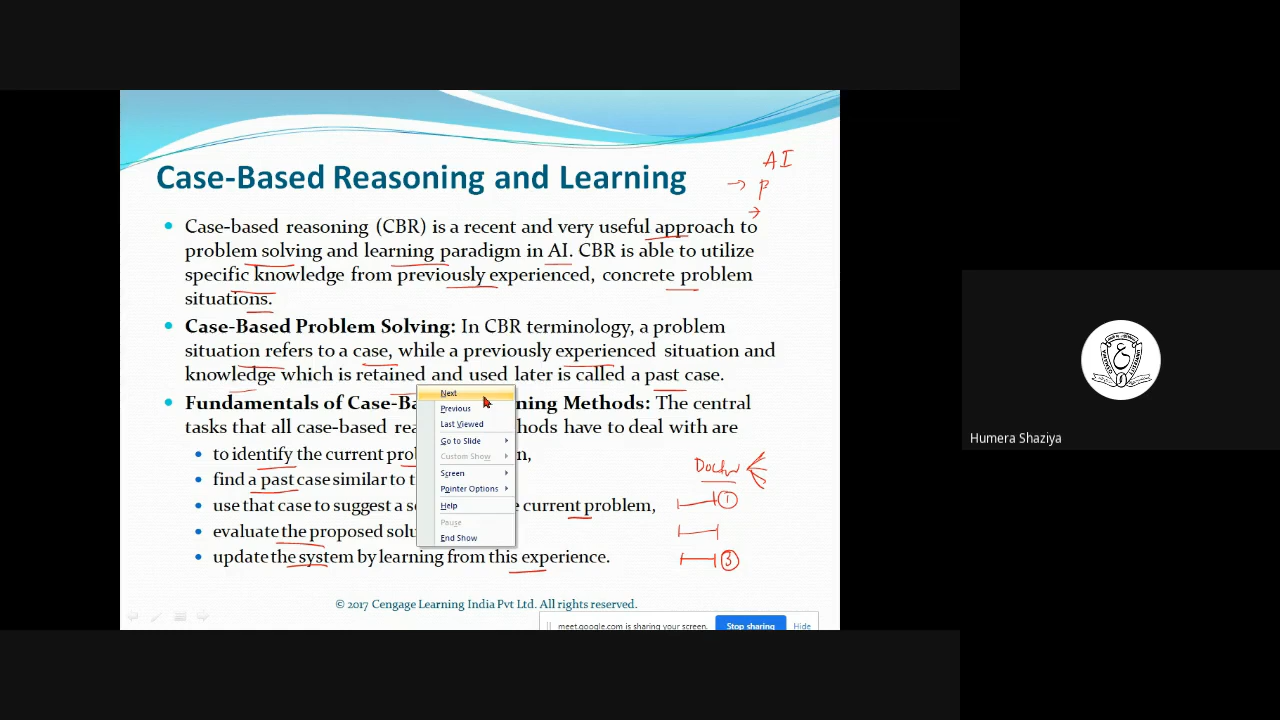 Case-Based Reasoning and Learning
AI
P
Case-based reasoning (CBR) is a recent and very useful approach to
problem solving and learning paradigm in AI. CBR is able to utilize
specific knowledge from previously experienced, concrete problem
situations.
Case-Based Problem Solving: In CBR terminology, a problem
situation refers to a case, while a previously experienced situation and
knowledge which is retained and used later is called a past case.
Fundamentals of Case-Ba ning Methods: The central
tasks that all case-based rea hods have to deal with are
to identify the current pro n,
find a past case similar to t
use that case to suggest a s e current problem,
evaluate the proposed solu
update the system by learning from this experience.
Next
Previous
Last Viewed
Go to Slide
Custom Show
Screen
Pointer Options
Help
Pause
End Show
Doctor
1
3
© 2017 Cengage Learning India Pvt Ltd. All rights reserved.
meet.google.com is sharing your screen.
Stop sharing
Hide
Humera Shaziya